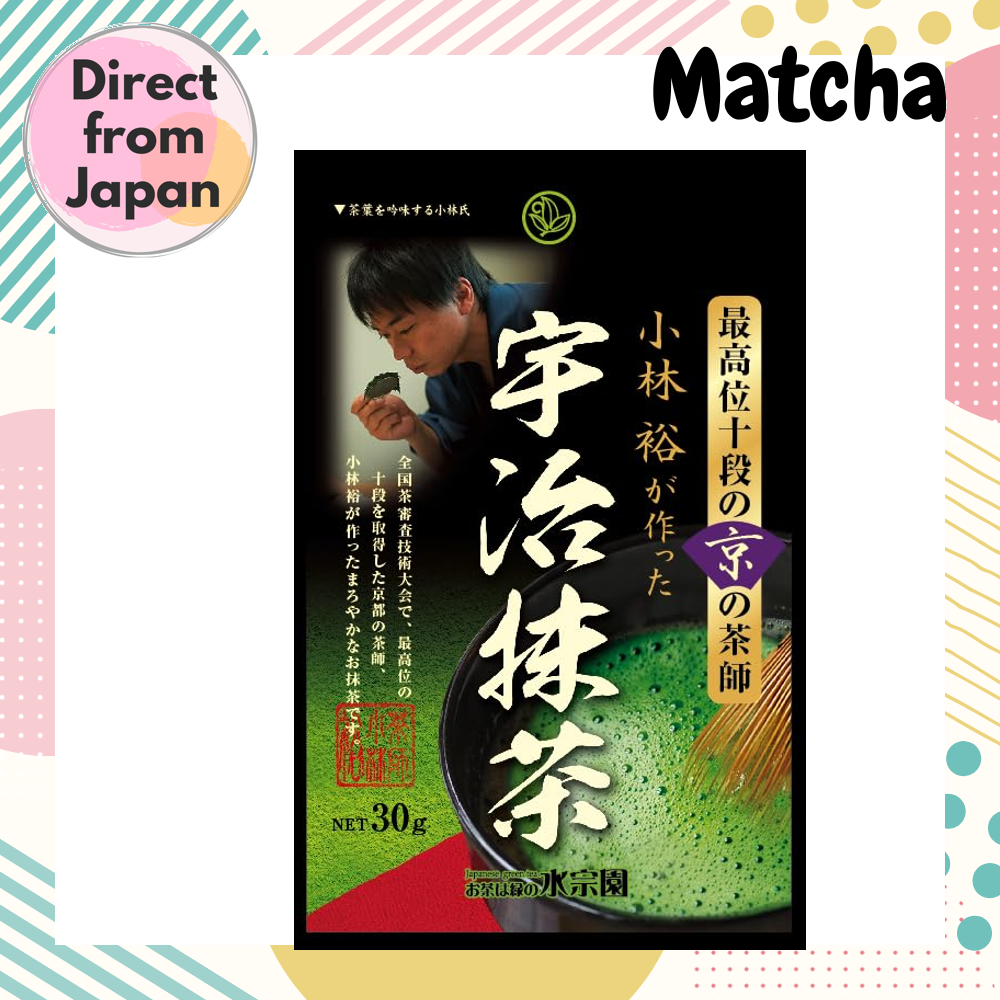 Direct
from
Japan
Matcha
▼茶葉を吟味する小林氏
最高位十段の京の茶師
小林裕が作った
宇治抹茶
全国茶審査技術大会で、最高位の
十段を取得した京都の茶師、
小林裕が作ったまろやかなお抹茶です。
NET 30g
Japanese green tea
お茶は緑の水宗園